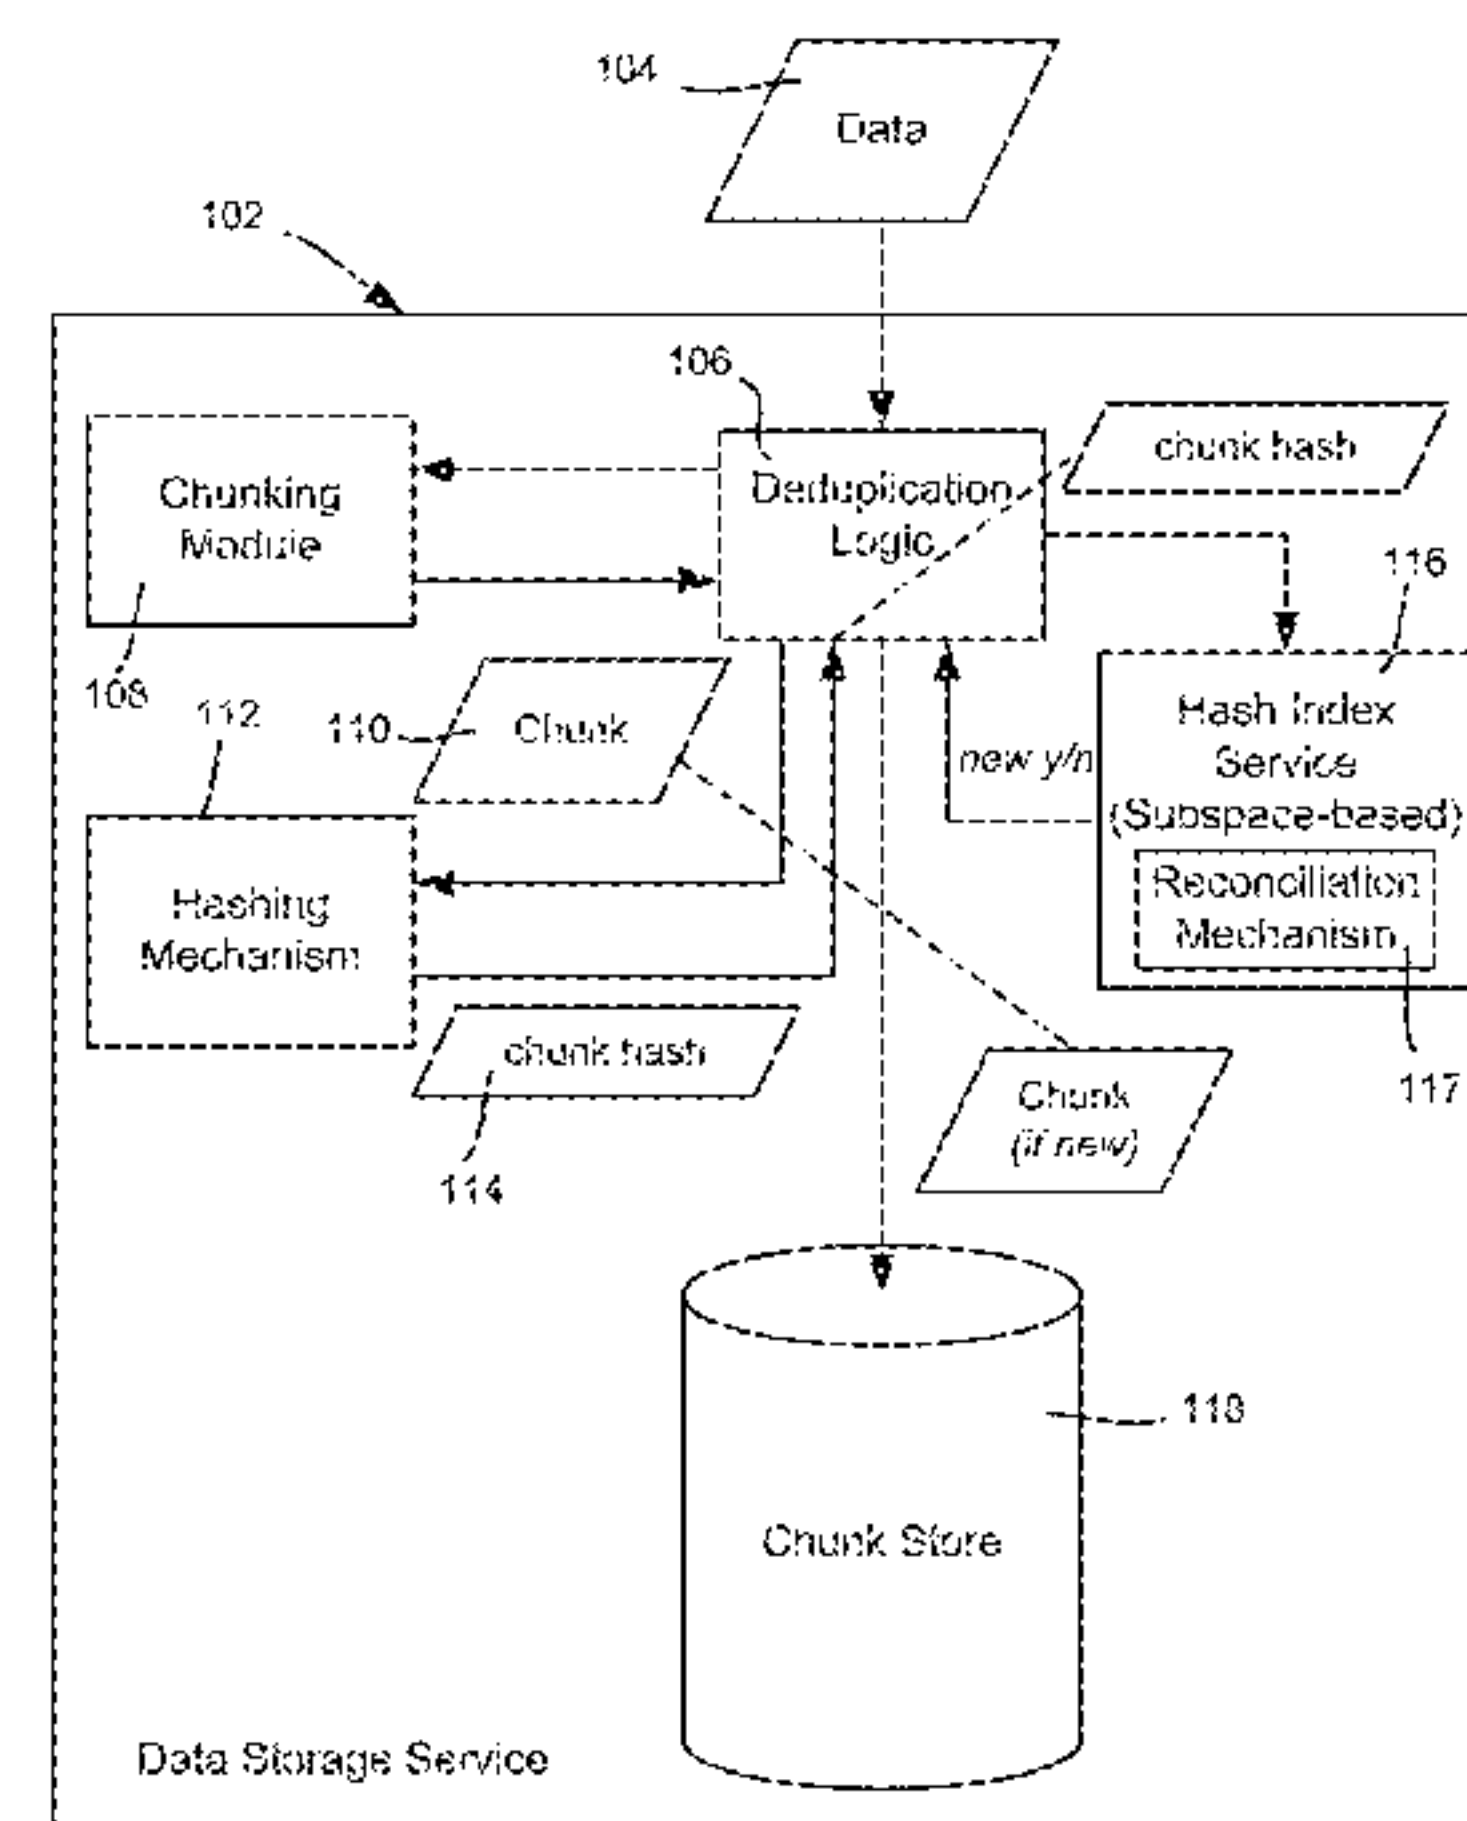 104
Data
102
106
chunk hash
Chunking
Module
Deduplication
Logic
116
108
112
110
Chunk
new y/n
Hash Index
Service
(Subspace-based)
Reconciliation
Mechanism
Hashing
Mechanism
chunk hash
117
Chunk
(if new)
114
118
Chunk Store
Data Storage Service